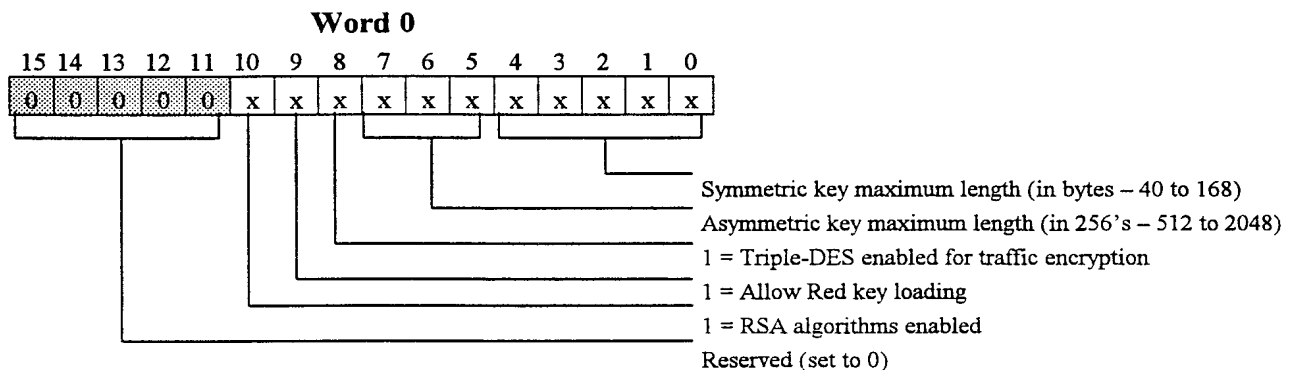 Word 0
15 14 13 12 11 10 9 8 7 6 5 4 3 2 1 0
0 0 0 0 0 x x x x x x x x x x x
Symmetric key maximum length (in bytes – 40 to 168)
Asymmetric key maximum length (in 256's – 512 to 2048)
1 = Triple-DES enabled for traffic encryption
1 = Allow Red key loading
1 = RSA algorithms enabled
Reserved (set to 0)